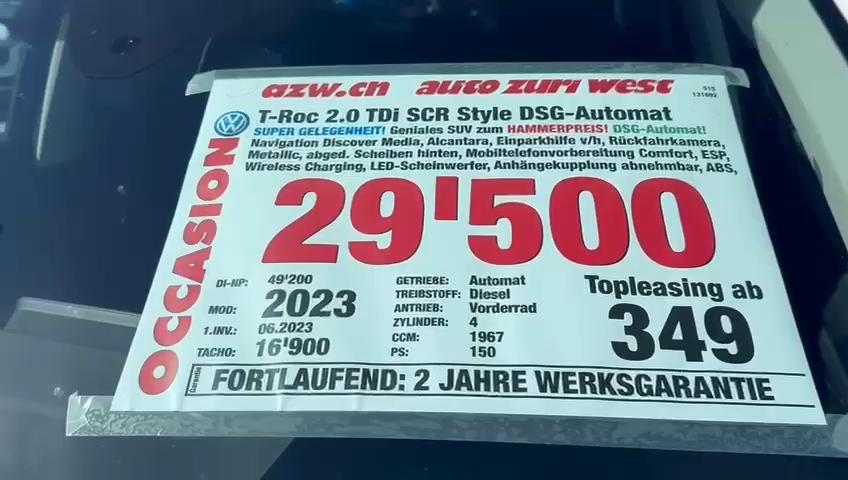 azw.ch auto züri west
515
131692
T-Roc 2.0 TDi SCR Style DSG-Automat
SUPER GELEGENHEIT! Geniales SUV zum HAMMERPREIS! DSG-Automat!
Navigation Discover Media, Alcantara, Einparkhilfe v/h, Rückfahrkamera,
Metallic, abged. Scheiben hinten, Mobiltelefonvorbereitung Comfort, ESP,
Wireless Charging, LED-Scheinwerfer, Anhängekupplung abnehmbar, ABS,
OCCASION
29'500
DI-NP: 49'200
MOD: 2023
1.INV.: 06.2023
TACHO: 16'900
GETRIEBE: Automat
TREIBSTOFF: Diesel
ANTRIEB: Vorderrad
ZYLINDER: 4
CCM: 1967
PS: 150
Topleasing ab
349
Garantie
FORTLAUFEND: 2 JAHRE WERKSGARANTIE